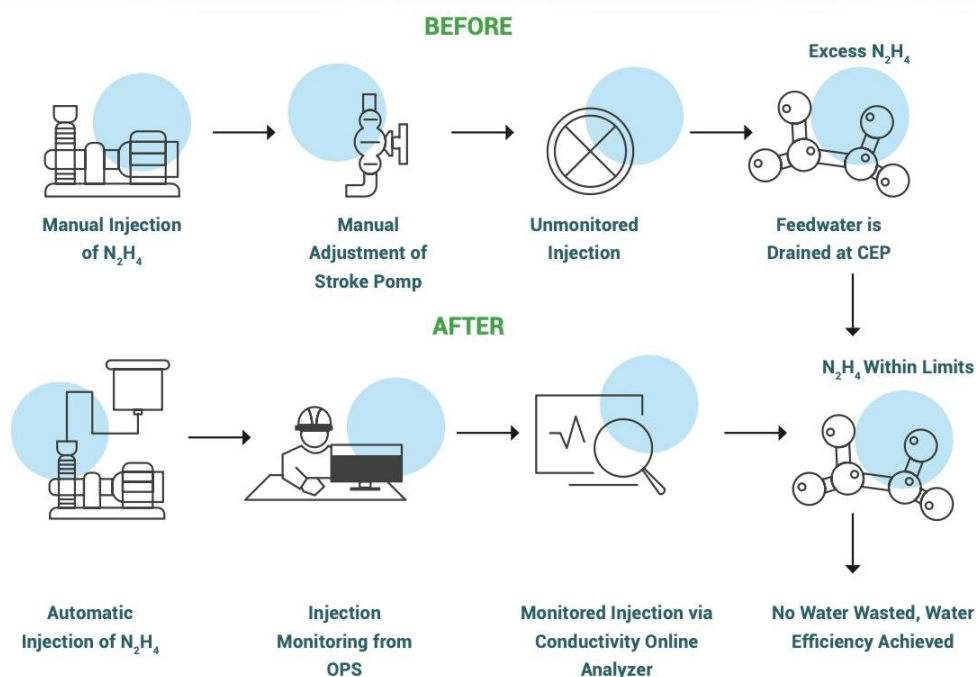 BEFORE
Excess N₂H₄
Manual Injection
of N₂H₄
Manual
Adjustment of
Stroke Pomp
Unmonitored
Injection
Feedwater is
Drained at CEP
AFTER
N₂H₄ Within Limits
Automatic
Injection of N₂H₄
Injection
Monitoring from
OPS
Monitored Injection via
Conductivity Online
Analyzer
No Water Wasted, Water
Efficiency Achieved